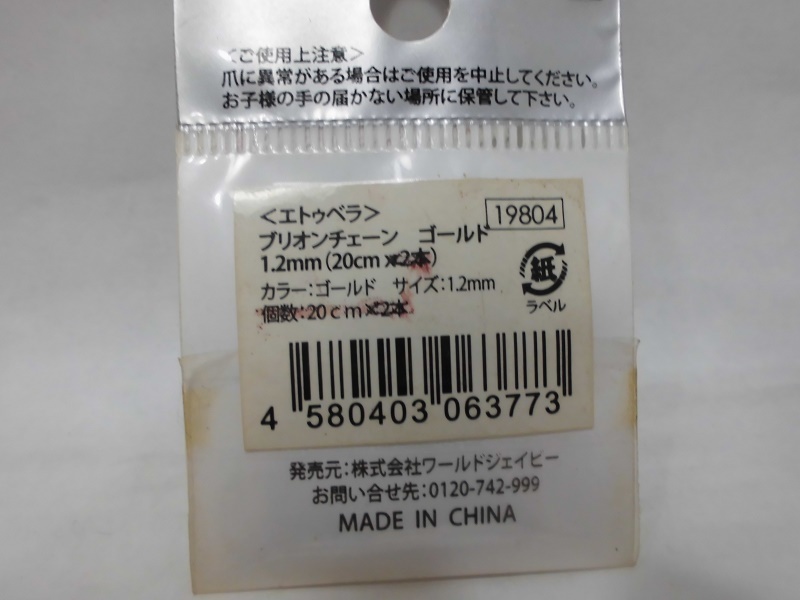 ＜ご使用上注意＞
爪に異常がある場合はご使用を中止してください。
お子様の手の届かない場所に保管して下さい。
＜エトゥベラ＞ 19804
ブリオンチェーン　ゴールド
1.2mm(20cm×2本)
カラー:ゴールド　サイズ:1.2mm
個数:20ｃｍ×2本
紙
ラベル
4 580403 063773
発売元:株式会社ワールドジェイビー
お問い合せ先:0120-742-999
MADE IN CHINA